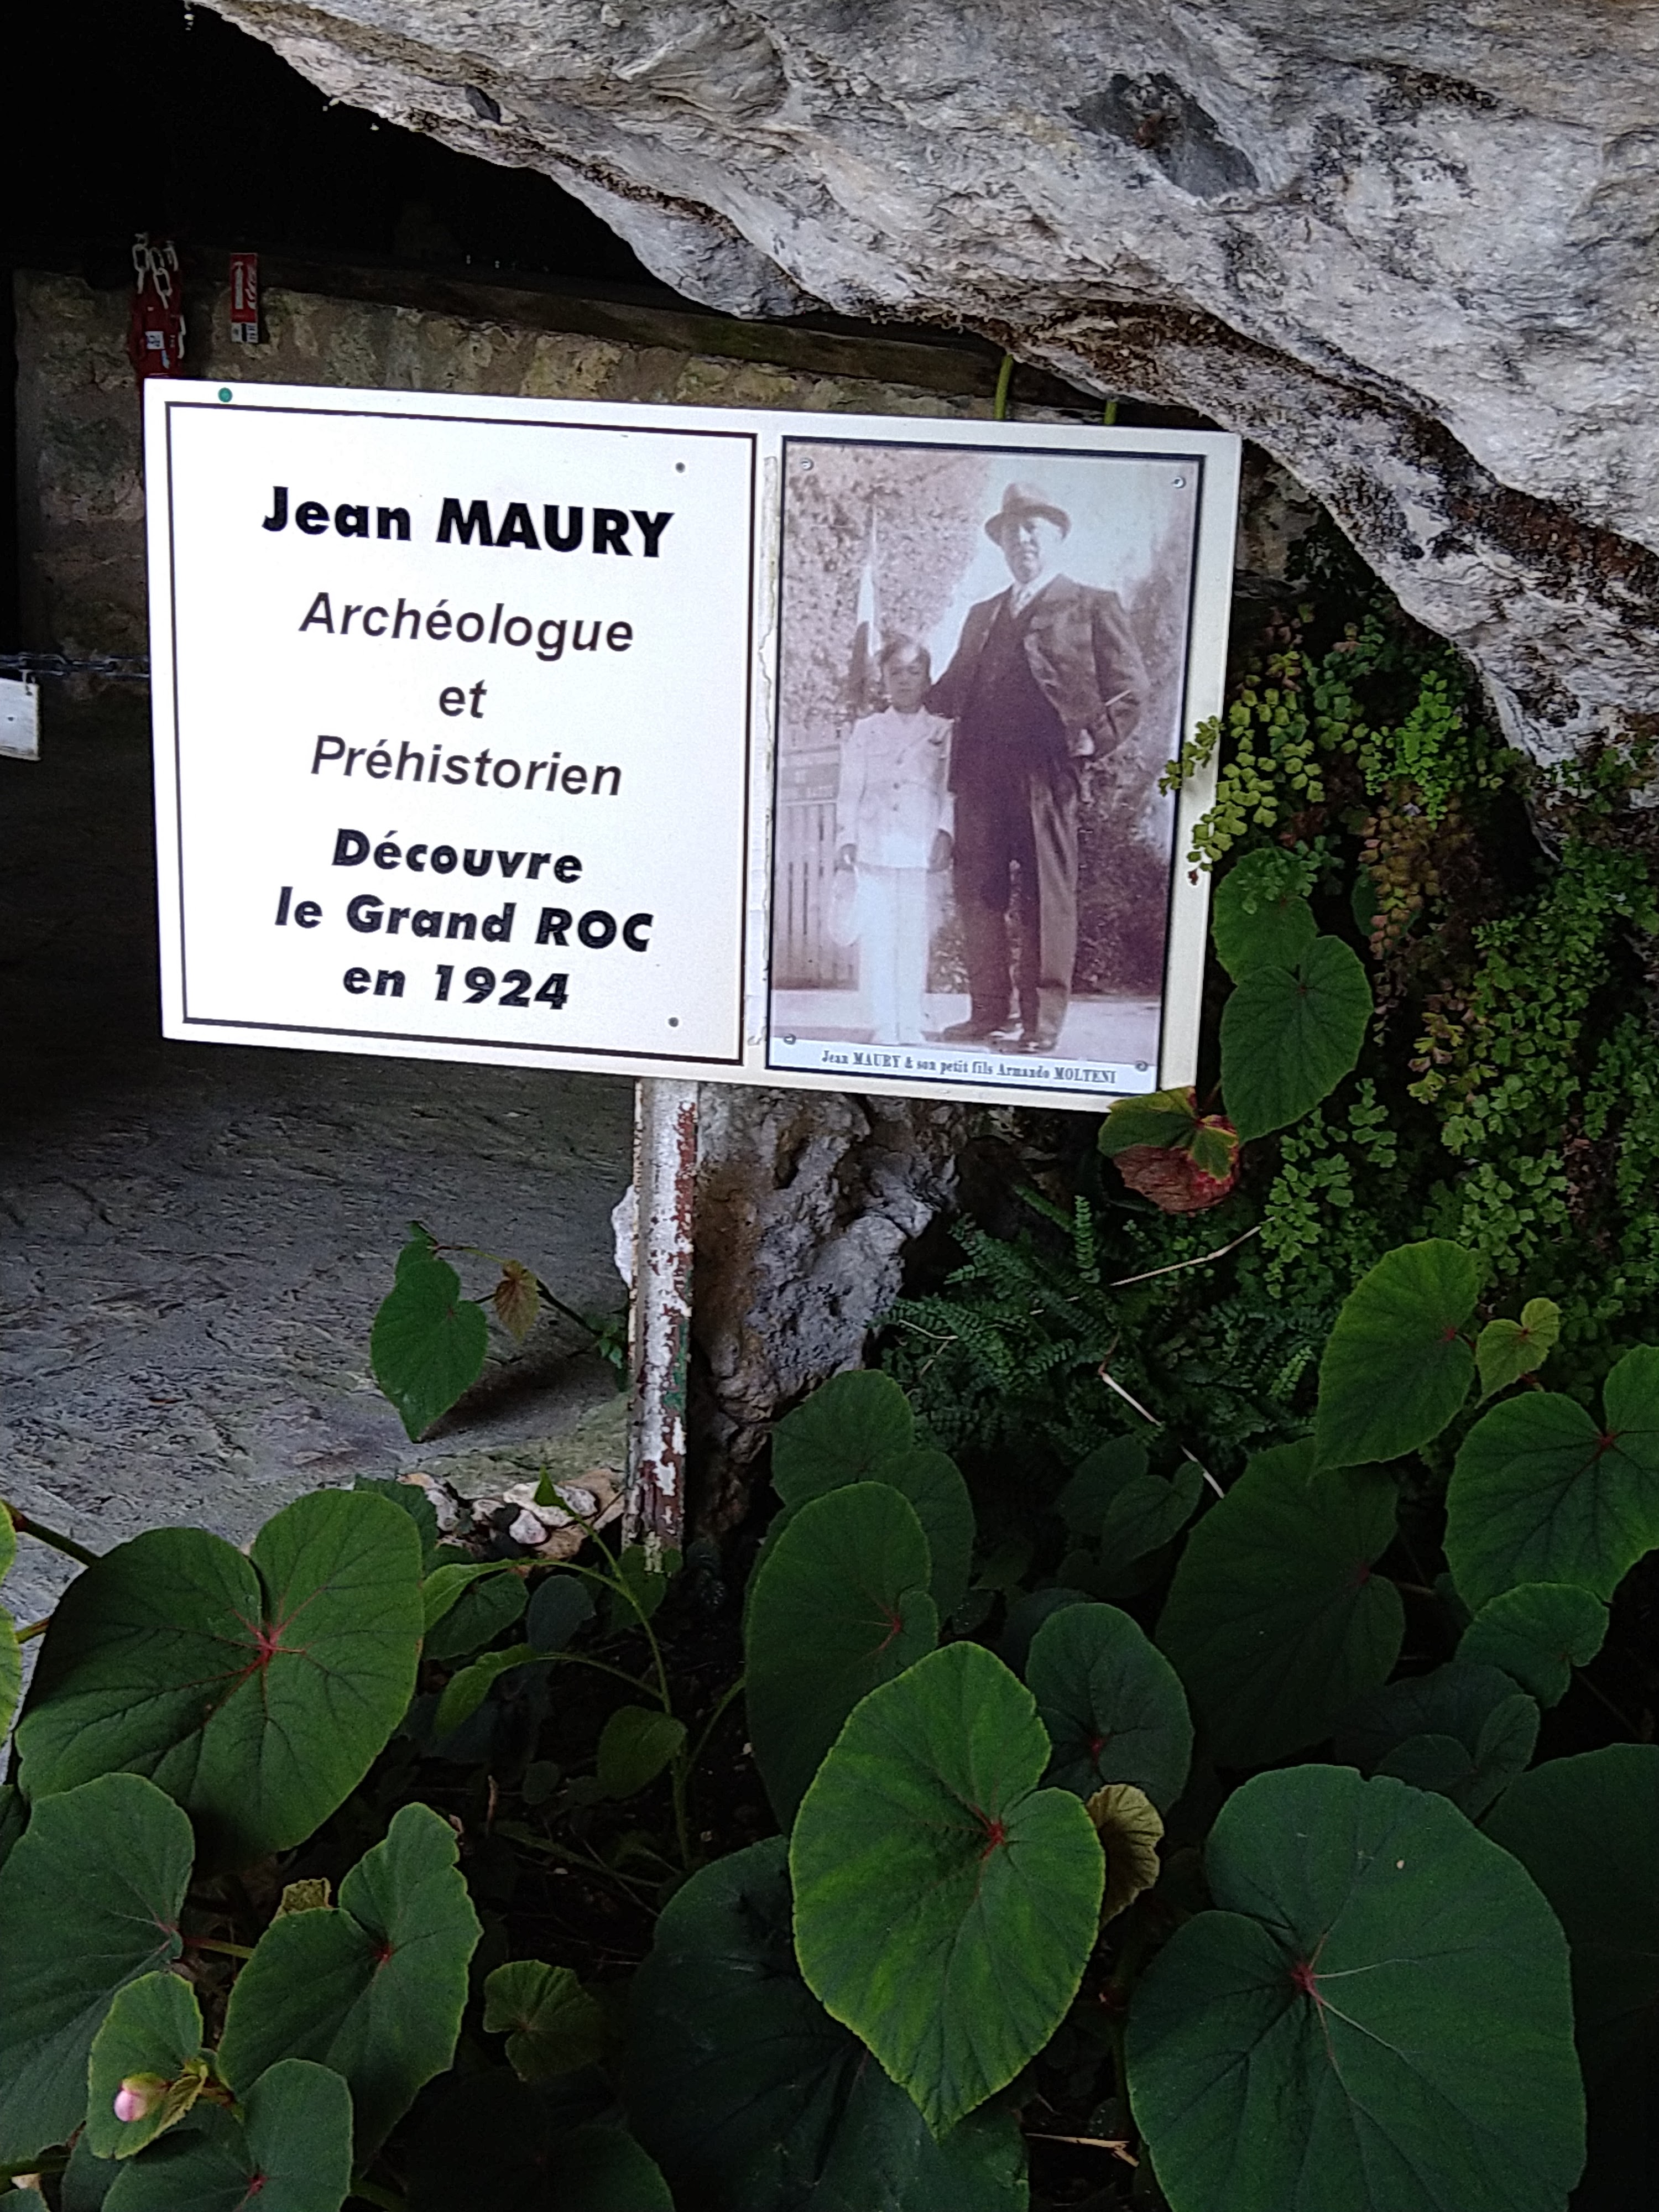 Jean MAURY
Archéologue
et
Préhistorien
Découvre
le Grand ROC
en 1924
Jean MAURY & son petit fils Armando MOLTENI